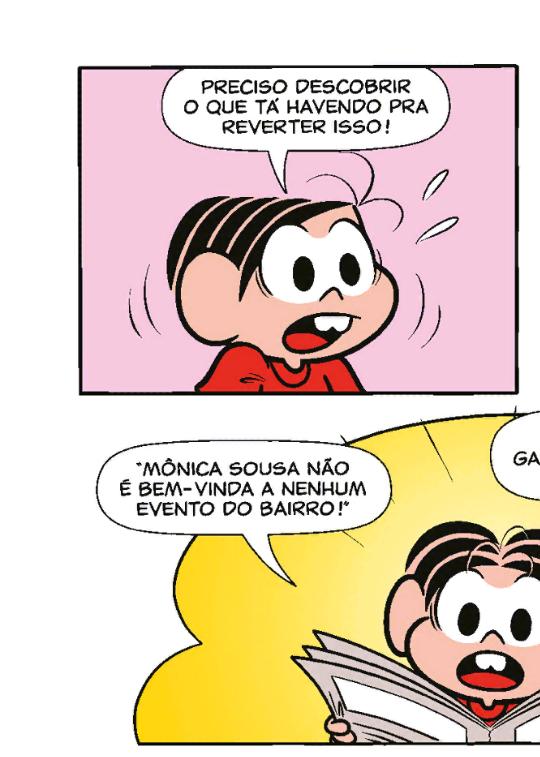 PRECISO DESCOBRIR
O QUE TÁ HAVENDO PRA
REVERTER ISSO!
"MÔNICA SOUSA NÃO
É BEM-VINDA A NENHUM
EVENTO DO BAIRRO!"
GA